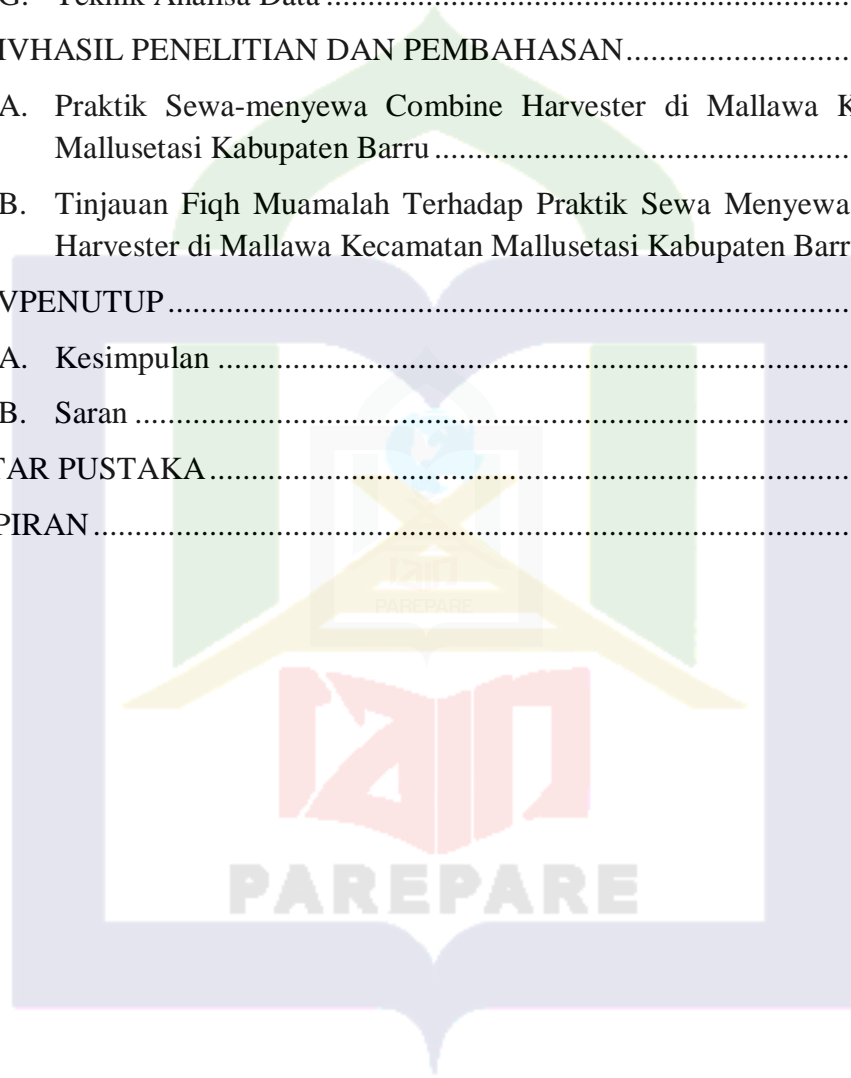 G. Teknik Analisa Data ........................................................................
IVHASIL PENELITIAN DAN PEMBAHASAN ............................
A. Praktik Sewa-menyewa Combine Harvester di Mallawa K
Mallusetasi Kabupaten Barru ........................................................
B. Tinjauan Fiqh Muamalah Terhadap Praktik Sewa Menyewa
Harvester di Mallawa Kecamatan Mallusetasi Kabupaten Barr
VPENUTUP ........................................................................................
A. Kesimpulan .................................................................................
B. Saran ............................................................................................
TAR PUSTAKA .................................................................................
PIRAN ................................................................................................
iain
PAREPARE
iain
PAREPARE